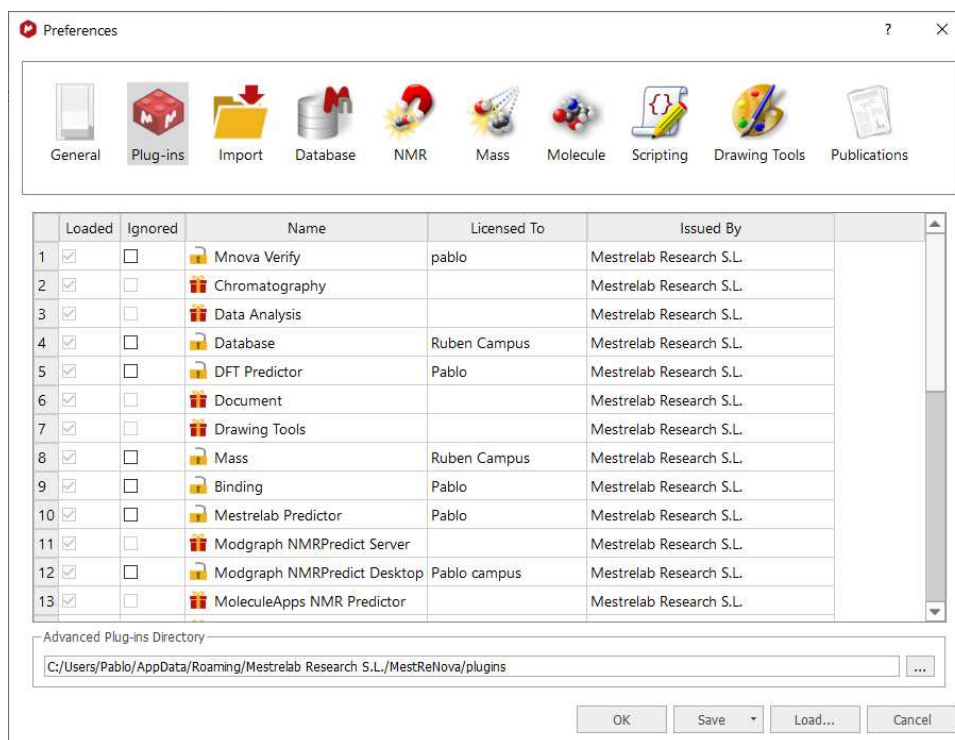 Preferences ? ×
General Plug-ins Import Database NMR Mass Molecule Scripting Drawing Tools Publications
Loaded Ignored Name Licensed To Issued By
1 Mnova Verify pablo Mestrelab Research S.L.
2 Chromatography Mestrelab Research S.L.
3 Data Analysis Mestrelab Research S.L.
4 Database Ruben Campus Mestrelab Research S.L.
5 DFT Predictor Pablo Mestrelab Research S.L.
6 Document Mestrelab Research S.L.
7 Drawing Tools Mestrelab Research S.L.
8 Mass Ruben Campus Mestrelab Research S.L.
9 Binding Pablo Mestrelab Research S.L.
10 Mestrelab Predictor Pablo Mestrelab Research S.L.
11 Modgraph NMRPredict Server Mestrelab Research S.L.
12 Modgraph NMRPredict Desktop Pablo campus Mestrelab Research S.L.
13 MoleculeApps NMR Predictor Mestrelab Research S.L.
Advanced Plug-ins Directory
C:/Users/Pablo/AppData/Roaming/Mestrelab Research S.L./MestReNova/plugins ...
OK Save Load... Cancel